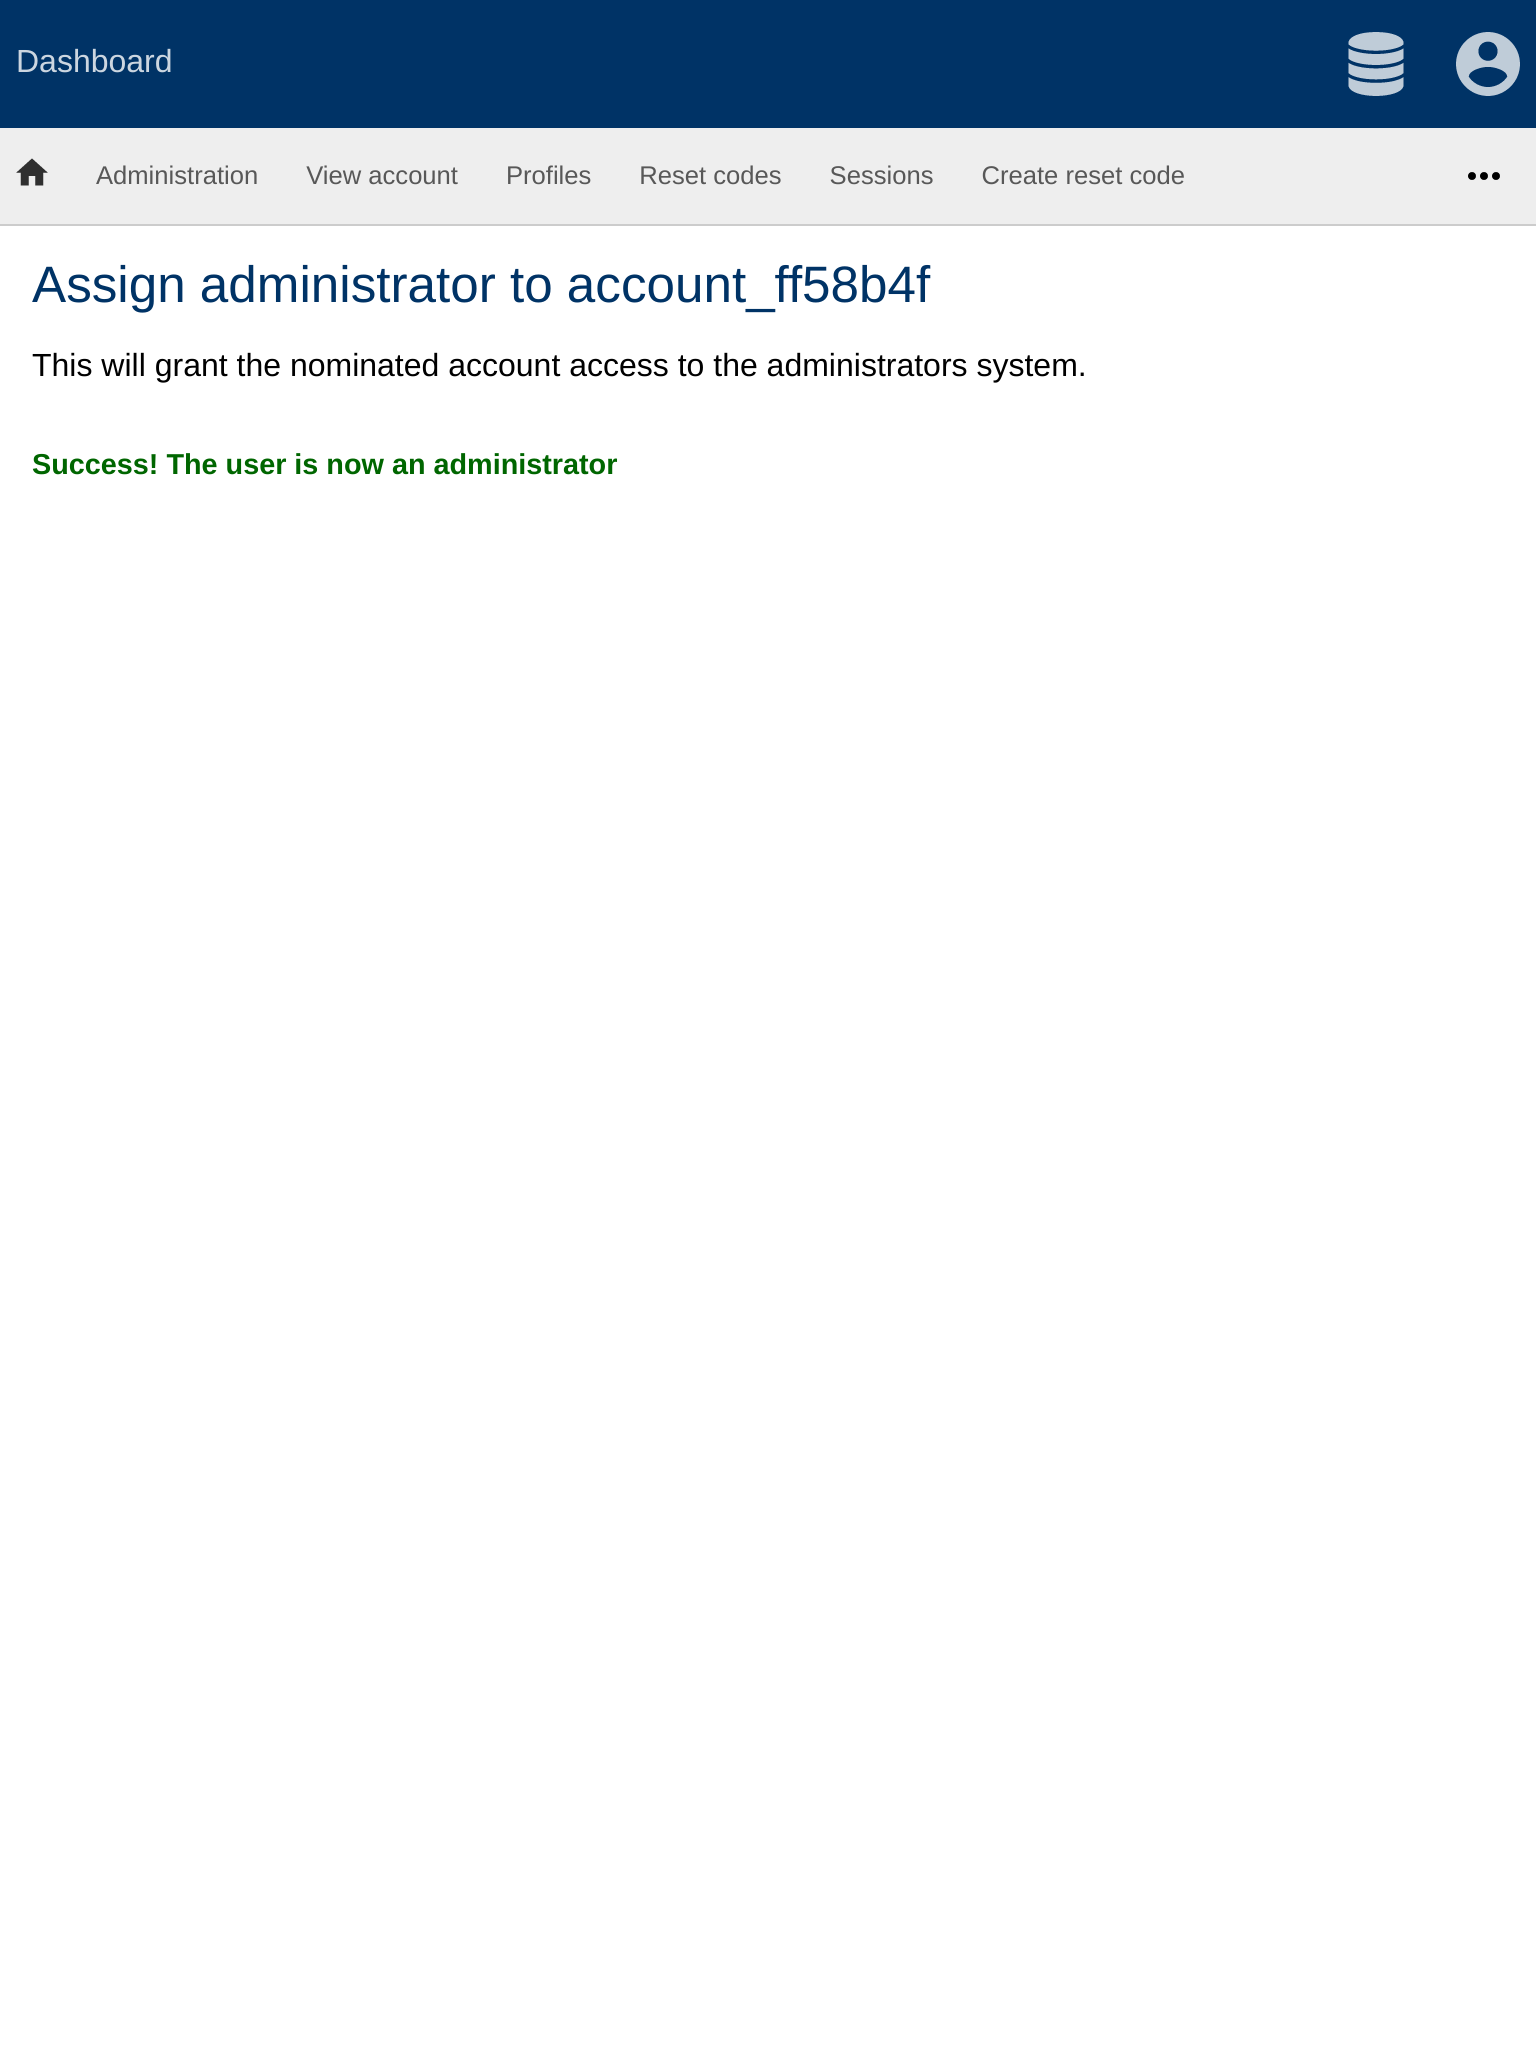 Dashboard
Administration View account Profiles Reset codes Sessions Create reset code
Assign administrator to account_ff58b4f
This will grant the nominated account access to the administrators system.
Success! The user is now an administrator